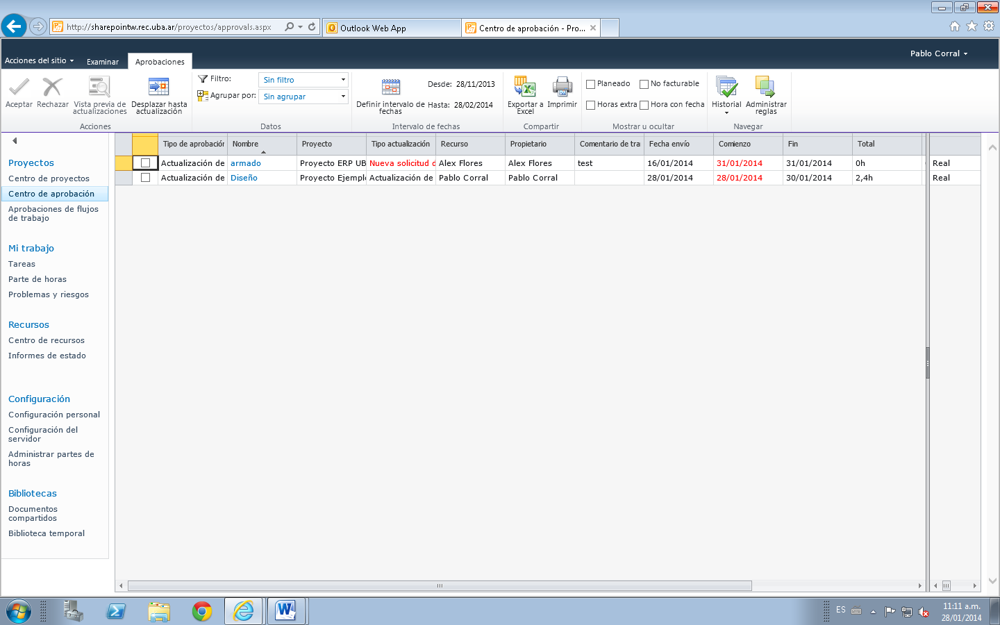 http://sharepointw.rec.uba.ar/proyectos/approvals.aspx
Outlook Web App
Centro de aprobación - Pro...
Acciones del sitio
Examinar
Aprobaciones
Pablo Corral
Aceptar
Rechazar
Vista previa de actualizaciones
Desplazar hasta actualización
Acciones
Filtro:
Sin filtro
Agrupar por:
Sin agrupar
Datos
Definir intervalo de fechas
Desde: 28/11/2013
Hasta: 28/02/2014
Intervalo de fechas
Exportar a Excel
Imprimir
Compartir
Planeado
No facturable
Horas extra
Hora con fecha
Mostrar u ocultar
Historial
Administrar reglas
Navegar
Proyectos
Centro de proyectos
Centro de aprobación
Aprobaciones de flujos
de trabajo
Mi trabajo
Tareas
Parte de horas
Problemas y riesgos
Recursos
Centro de recursos
Informes de estado
Configuración
Configuración personal
Configuración del
servidor
Administrar partes de
horas
Bibliotecas
Documentos
compartidos
Biblioteca temporal
Tipo de aprobación Nombre Proyecto Tipo actualización Recurso Propietario Comentario de tra Fecha envío Comienzo Fin Total
Actualización de armado Proyecto ERP UB Nueva solicitud d Alex Flores Alex Flores test 16/01/2014 31/01/2014 31/01/2014 0h Real
Actualización de Diseño Proyecto Ejemplo Actualización de Pablo Corral Pablo Corral 28/01/2014 28/01/2014 30/01/2014 2,4h Real
ES
11:11 a.m.
28/01/2014